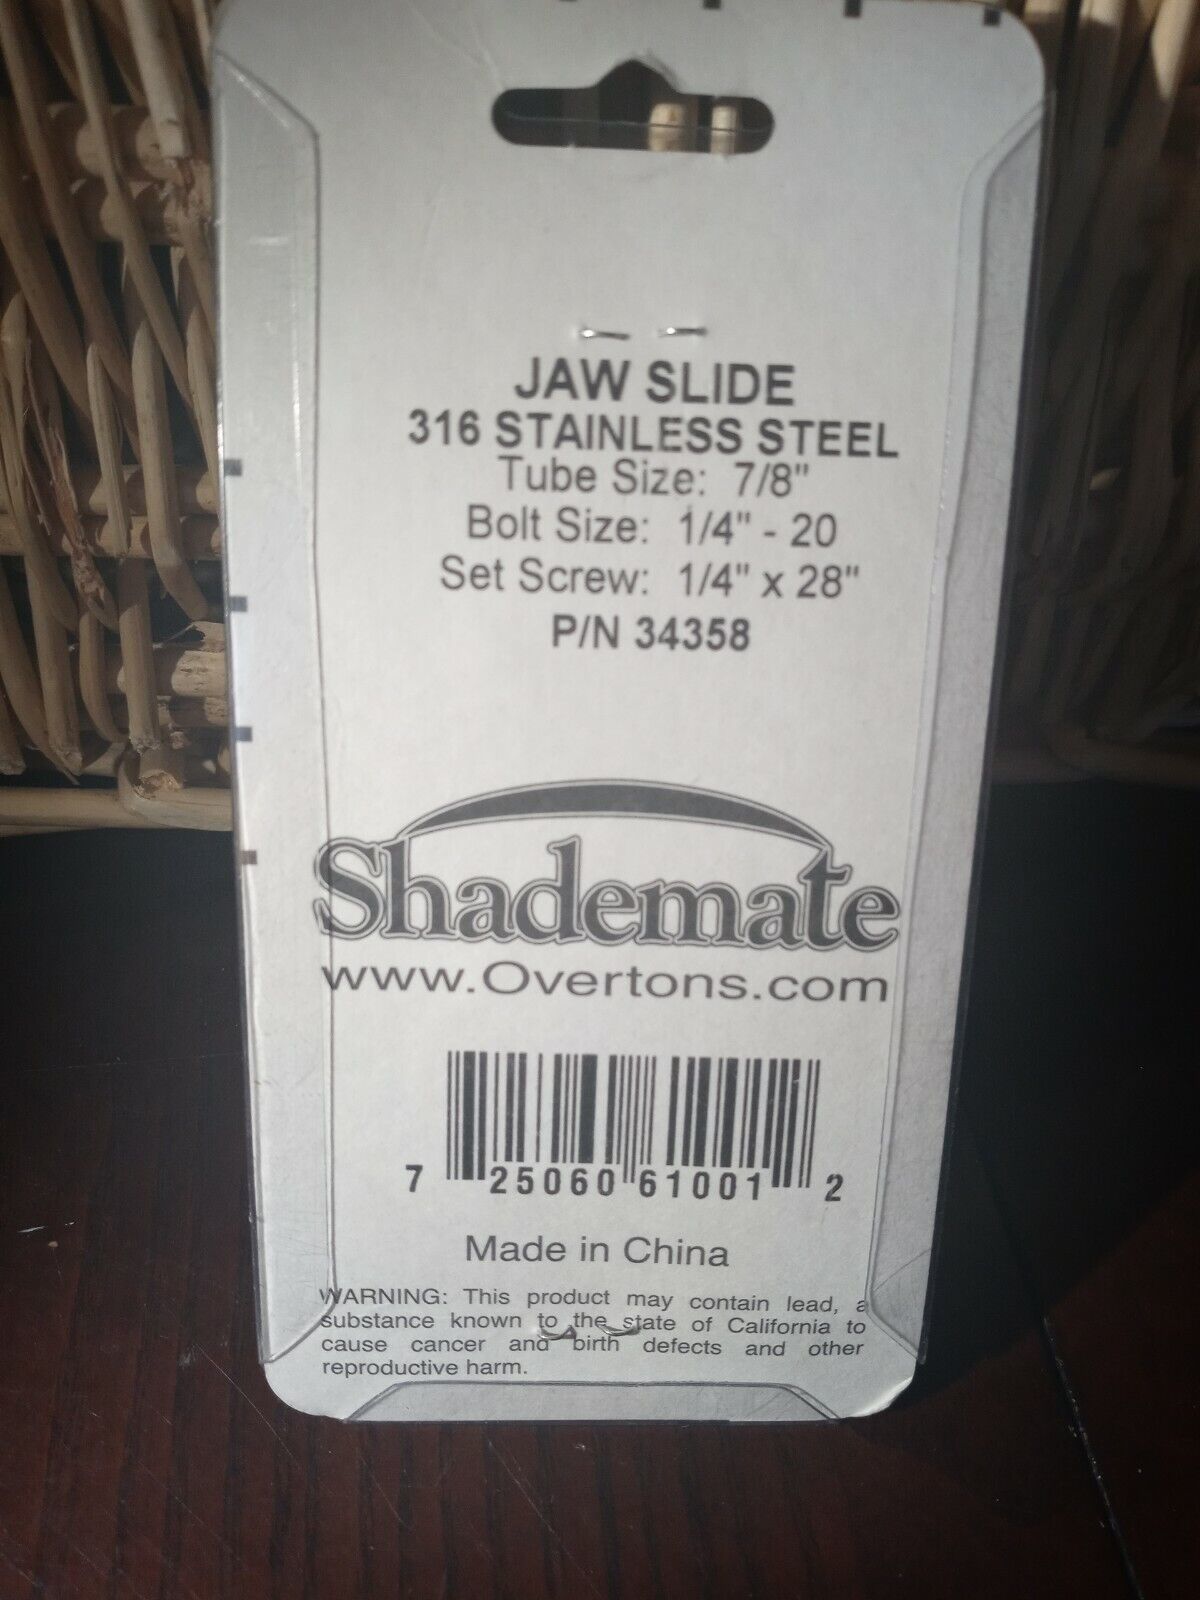 JAW SLIDE
316 STAINLESS STEEL
Tube Size: 7/8"
Bolt Size: 1/4" - 20
Set Screw: 1/4" x 28"
P/N 34358
Shademate
www.Overtons.com
7 25060 61001 2
Made in China
WARNING: This product may contain lead, a
substance known to the state of California to
cause cancer and birth defects and other
reproductive harm.